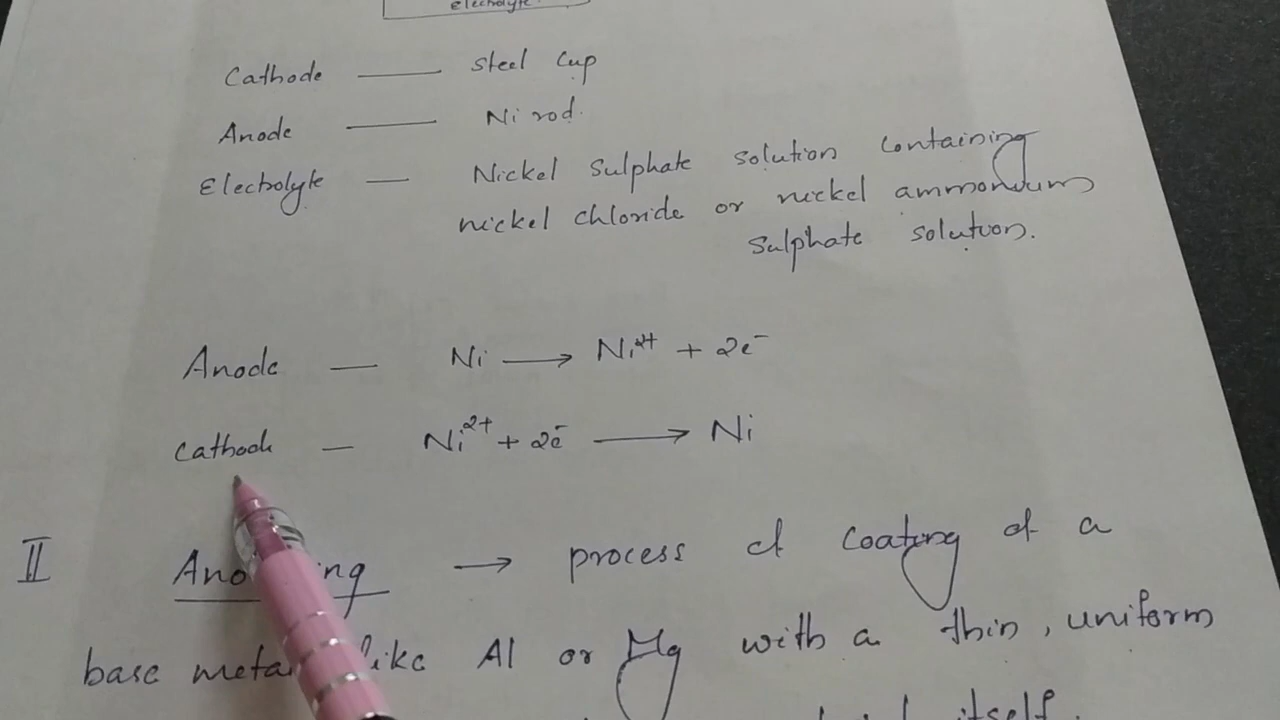 Electrolyte
Cathode — Steel Cup
Anode — Ni rod.
Electrolyte — Nickel Sulphate solution Containing
nickel chloride or nickel ammonium
Sulphate solution.
Anode — Ni → Ni²⁺ + 2e⁻
Cathode — Ni²⁺ + 2e⁻ → Ni
II → process of Coating of a
base like Al or Mg with a thin, uniform
itself.